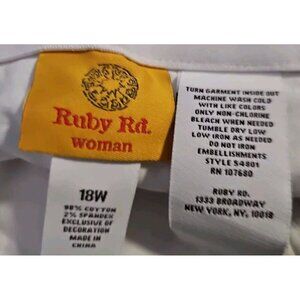 Ruby Rd.
woman
18W
98% COTTON
2% SPANDEX
EXCLUSIVE OF
DECORATION
MADE IN
CHINA
TURN GARMENT INSIDE OUT
MACHINE WASH COLD
WITH LIKE COLORS
ONLY NON-CHLORINE
BLEACH WHEN NEEDED
TUMBLE DRY LOW
LOW IRON AS NEEDED
DO NOT IRON
EMBELLISHMENTS
STYLE 54801
RN 107680
RUBY RD.
1333 BROADWAY
NEW YORK, NY, 10018